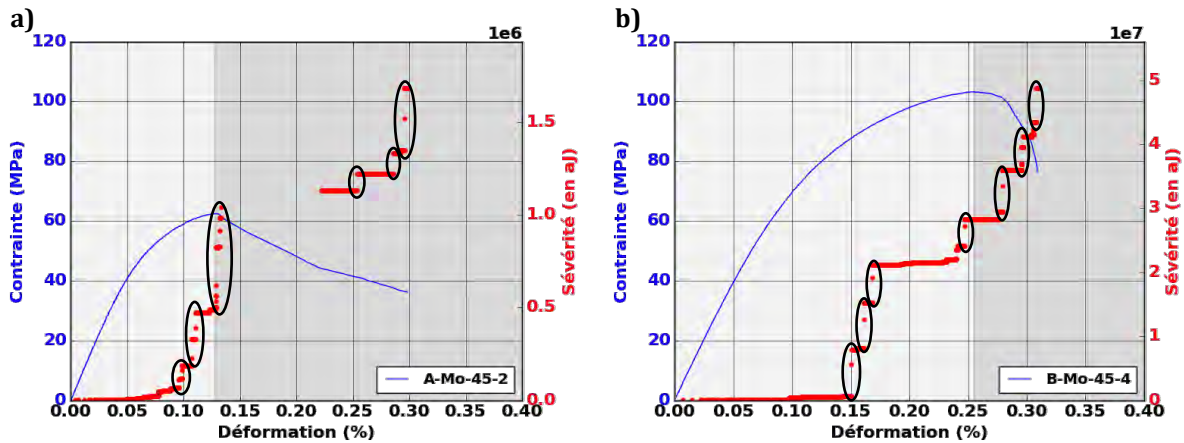 a)
1e6
120
100
80
60
40
20
0
Contrainte (MPa)
1.5
1.0
0.5
0.0
Sévérité (en aJ)
A-Mo-45-2
0.00 0.05 0.10 0.15 0.20 0.25 0.30 0.35 0.40
Déformation (%)
b)
1e7
120
100
80
60
40
20
0
Contrainte (MPa)
5
4
3
2
1
0
Sévérité (en aJ)
B-Mo-45-4
0.00 0.05 0.10 0.15 0.20 0.25 0.30 0.35 0.40
Déformation (%)